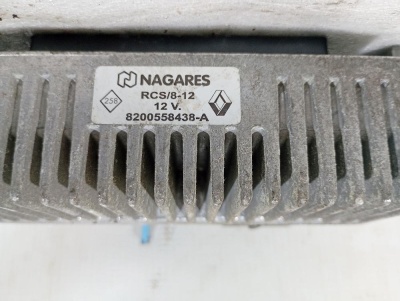 NAGARES
RCS/8-12
258
12 V.
8200558438-A